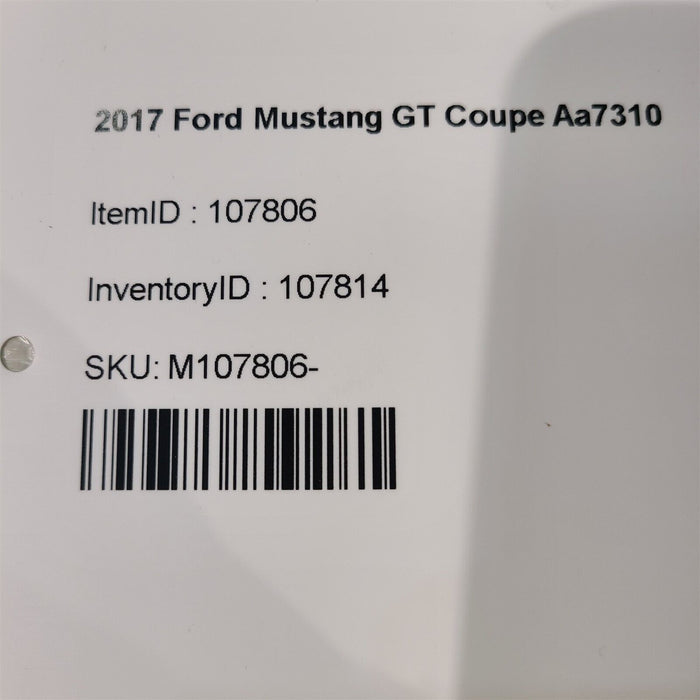 2017 Ford Mustang GT Coupe Aa7310
ItemID : 107806
InventoryID : 107814
SKU: M107806-